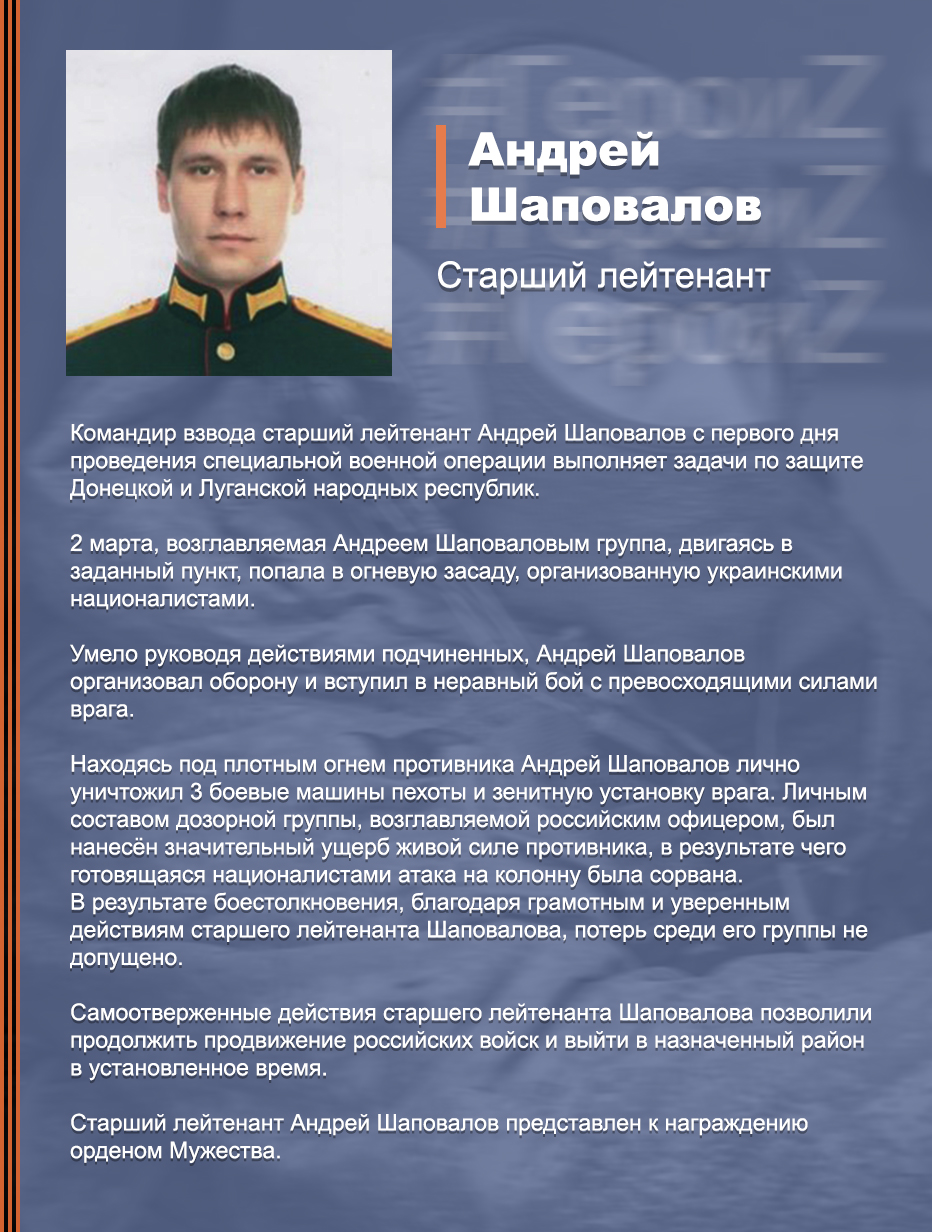 #ГероиZ
#ГероиZ
#ГероиZ
Андрей
Шаповалов
Старший лейтенант
Командир взвода старший лейтенант Андрей Шаповалов с первого дня
проведения специальной военной операции выполняет задачи по защите
Донецкой и Луганской народных республик.
2 марта, возглавляемая Андреем Шаповаловым группа, двигаясь в
заданный пункт, попала в огневую засаду, организованную украинскими
националистами.
Умело руководя действиями подчиненных, Андрей Шаповалов
организовал оборону и вступил в неравный бой с превосходящими силами
врага.
Находясь под плотным огнем противника Андрей Шаповалов лично
уничтожил 3 боевые машины пехоты и зенитную установку врага. Личным
составом дозорной группы, возглавляемой российским офицером, был
нанесён значительный ущерб живой силе противника, в результате чего
готовящаяся националистами атака на колонну была сорвана.
В результате боестолкновения, благодаря грамотным и уверенным
действиям старшего лейтенанта Шаповалова, потерь среди его группы не
допущено.
Самоотверженные действия старшего лейтенанта Шаповалова позволили
продолжить продвижение российских войск и выйти в назначенный район
в установленное время.
Старший лейтенант Андрей Шаповалов представлен к награждению
орденом Мужества.